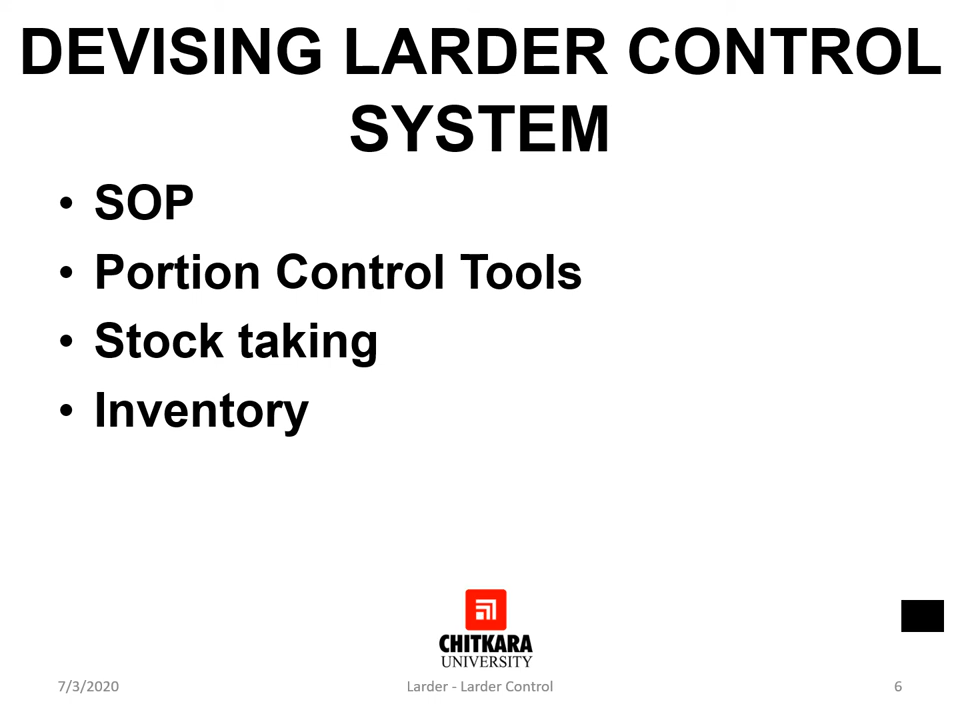 DEVISING LARDER CONTROL
SYSTEM
• SOP
• Portion Control Tools
• Stock taking
• Inventory
CHITKARA
UNIVERSITY
7/3/2020
Larder - Larder Control
6